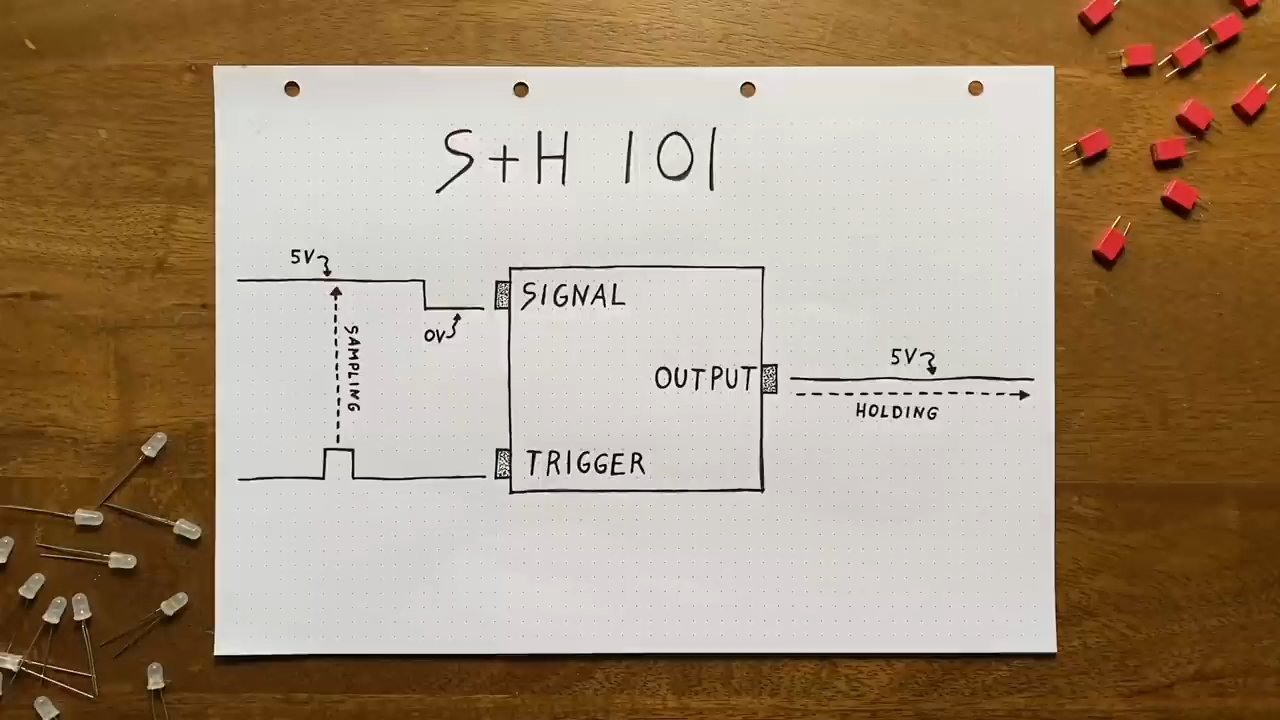 S+H 101
5V
SIGNAL
0V
SAMPLING
OUTPUT
5V
HOLDING
TRIGGER